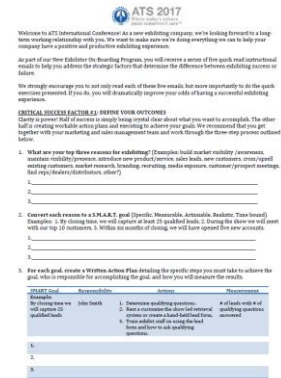 ATS 2017
Where today's science
Welcome to ATS International Conference! As a new exhibiting company, we're looking forward to a long-
term working relationship with you. We want to make sure we're doing everything we can to help your
company have a positive and productive exhibiting experience.
As part of our New Exhibitor On-Boarding Program, you will receive a series of five quick read instructional
emails to help you address the strategic factors that determine the difference between exhibiting success or
failure.
We strongly encourage you to not only read each of these five emails, but more importantly to do the quick
exercises presented. If you do, you will dramatically improve your odds of having a successful exhibiting
experience.
CRITICAL SUCCESS FACTOR #1: DEFINE YOUR OUTCOMES
Clarity is power! Half of success is simply being crystal clear about what you want to accomplish. The other
half is creating workable action plans and executing to achieve your goals. We recommend that you get
together with your marketing and sales management team and work through the three-step process outlined
below.
1. What are your top three reasons for exhibiting? (Examples: build market visibility/awareness,
maintain visibility/presence, introduce new product/service, sales leads, new customers, cross/upsell
existing customers, market research, branding, recruiting, media exposure, customer/prospect meetings,
find reps/dealers/distributors, other?)
1.
2.
3.
2. Convert each reason to a S.M.A.R.T. goal (Specific, Measurable, Actionable, Realistic, Time bound)
Examples: 1. By closing time, we will capture at least 25 qualified leads. 2. During the show we will meet
with our top 10 customers. 3. Within six months of closing, we will have opened five new accounts.
1.
2.
3.
3. For each goal, create a Written Action Plan detailing the specific steps you must take to achieve the goal,
who is responsible for accomplishing the goal, and how you will measure the results.
SMART Goal Responsibility Actions Measurement
Example:
By closing time we will capture 25 qualified leads
John Smith
1. Determine qualifying questions.
2. Rent & customize the show led retrieval system or create a hand-held lead form.
3. Train exhibit staff on using the lead form and how to ask qualifying questions.
# of leads with # of qualifying questions answered
1.
2.
3.